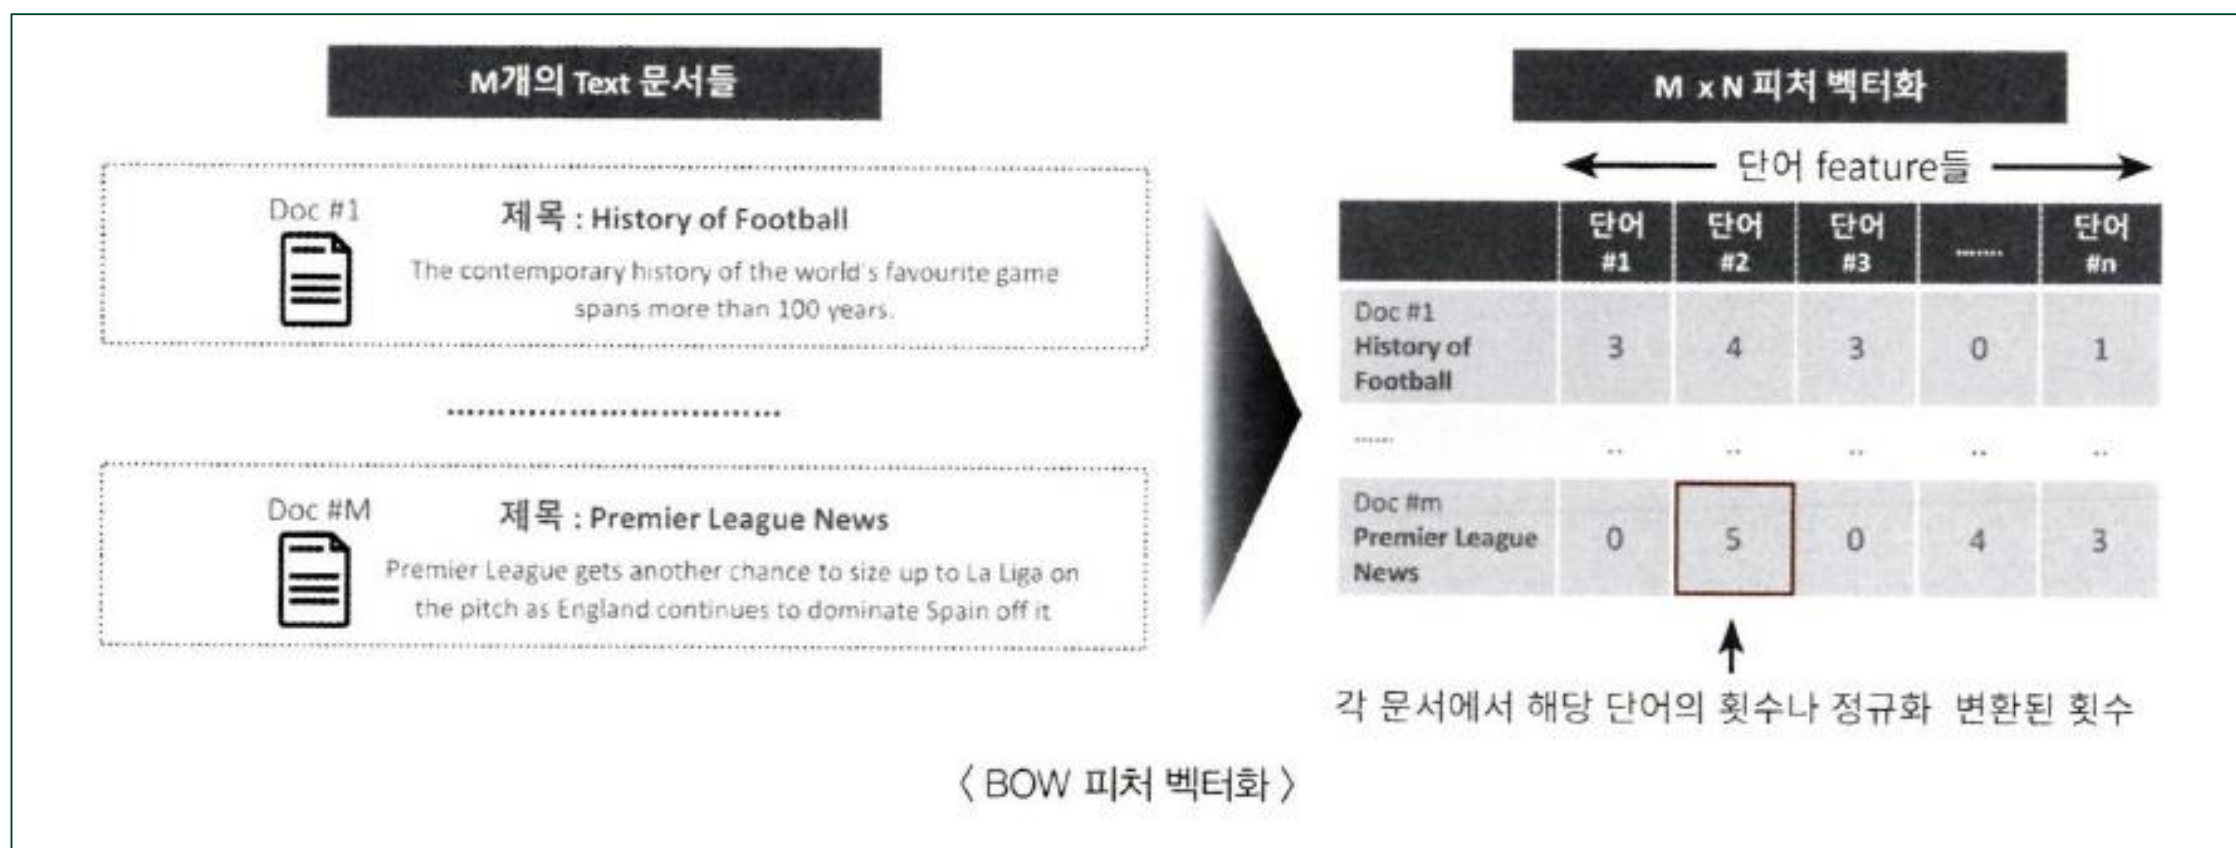 M개의 Text 문서들
Doc #1
제목 : History of Football
The contemporary history of the world's favourite game
spans more than 100 years.
Doc #M
제목 : Premier League News
Premier League gets another chance to size up to La Liga on
the pitch as England continues to dominate Spain off it
M x N 피처 벡터화
단어 feature들
단어 #1 단어 #2 단어 #3 ....... 단어 #n
Doc #1
History of 3 4 3 0 1
Football
...... .. .. .. .. ..
Doc #m
Premier League 0 5 0 4 3
News
각 문서에서 해당 단어의 횟수나 정규화 변환된 횟수
〈 BOW 피처 벡터화 〉